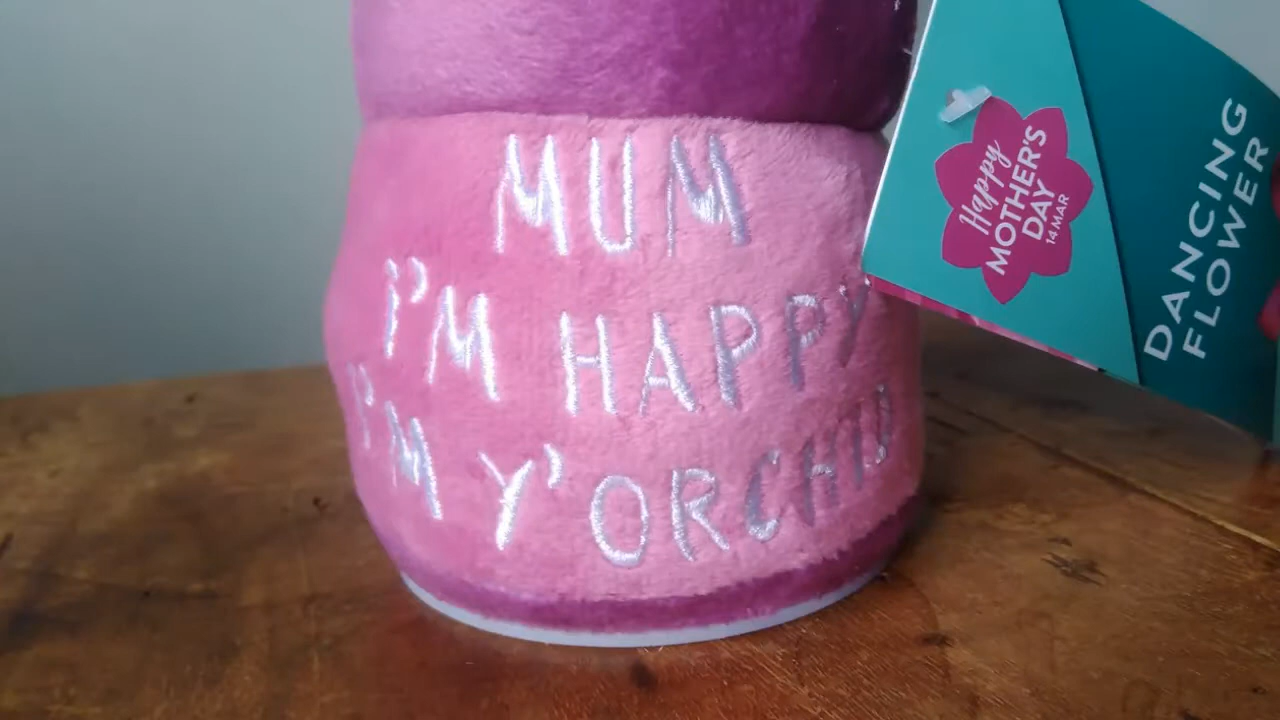 MUM
I'M HAPPY
I'M Y'ORCHID
Happy
MOTHER'S
DAY
14 MAR
DANCING
FLOWER